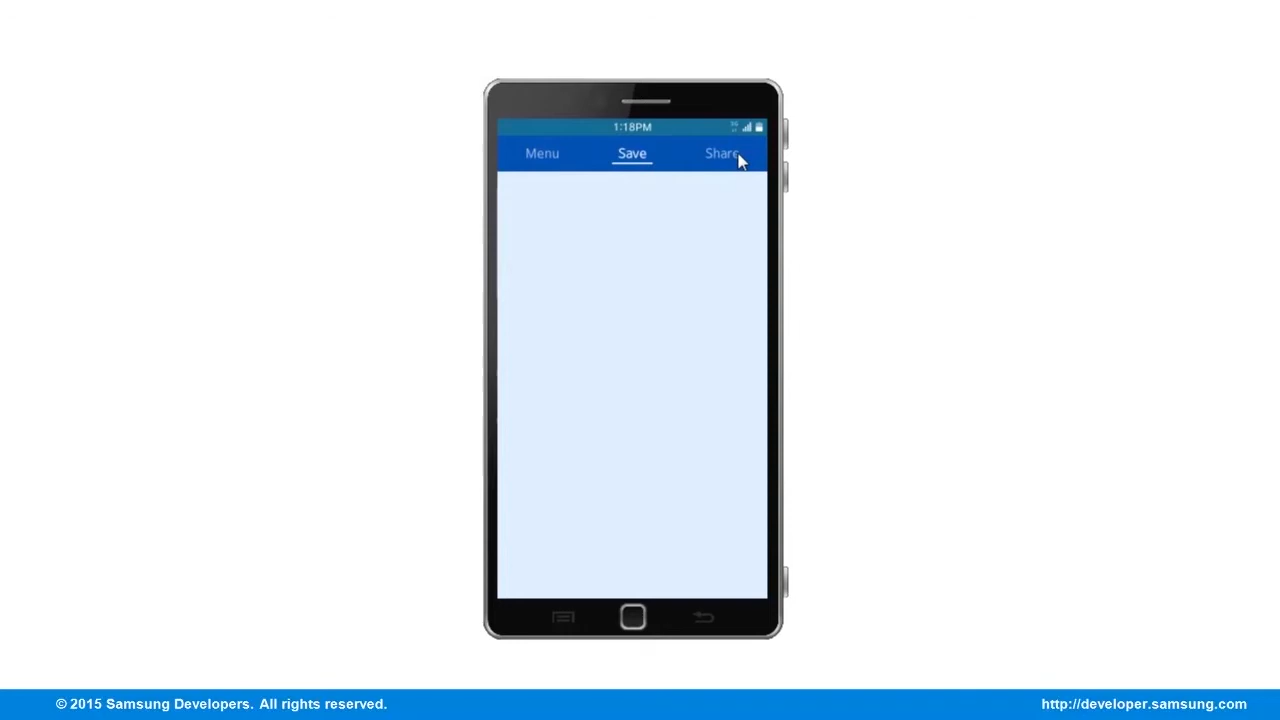 1:18PM
Menu Save Share
© 2015 Samsung Developers. All rights reserved. http://developer.samsung.com